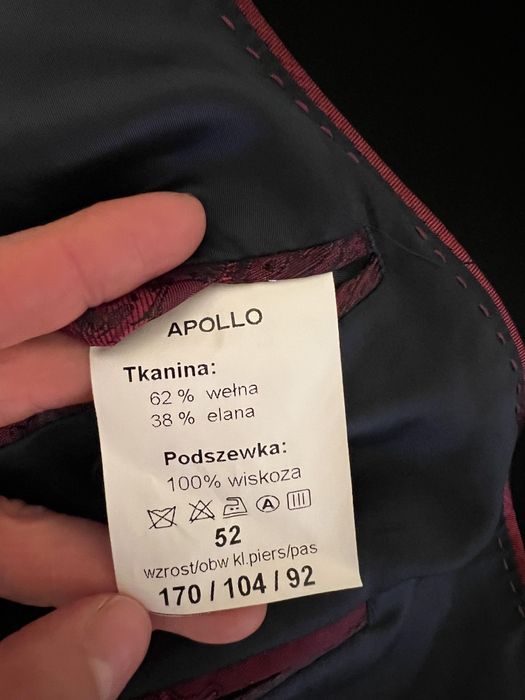 APOLLO
Tkanina:
62 % wełna
38 % elana
Podszewka:
100% wiskoza
A
52
wzrost/obw kl.piers/pas
170 / 104 / 92